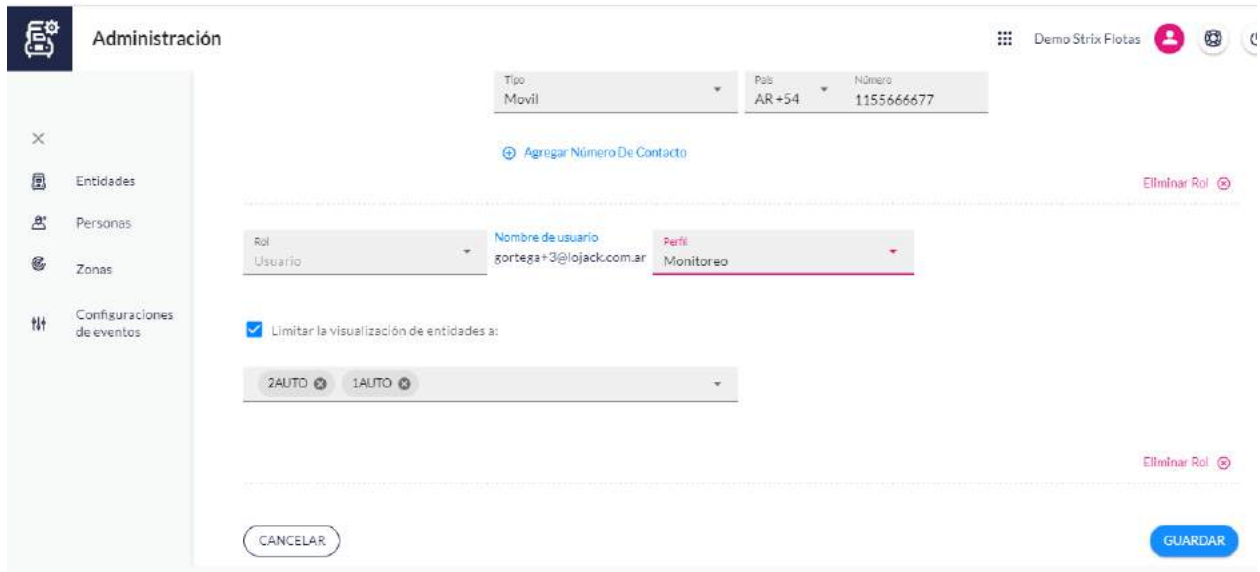 Administración
Demo Strix Flotas
Tipo
Movil
País
AR +54
Número
1155666677
Agregar Número De Contacto
Eliminar Rol
Entidades
Personas
Zonas
Configuraciones
de eventos
Rol
Usuario
Nombre de usuario
gortega+3@lojack.com.ar
Perfil
Monitoreo
Limitar la visualización de entidades a:
2AUTO
1AUTO
Eliminar Rol
CANCELAR
GUARDAR